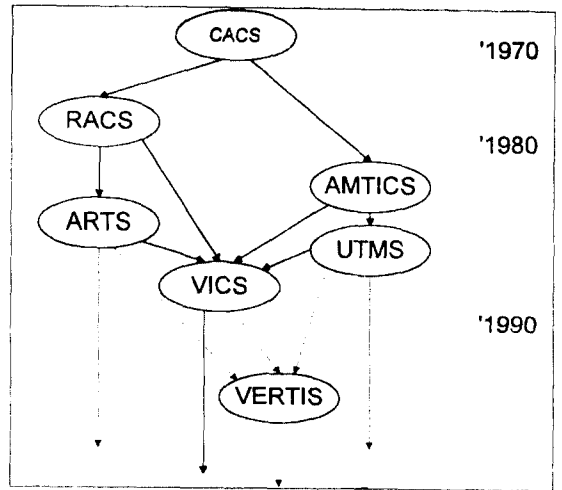 CACS
'1970
RACS
'1980
AMTICS
ARTS
UTMS
VICS
'1990
VERTIS